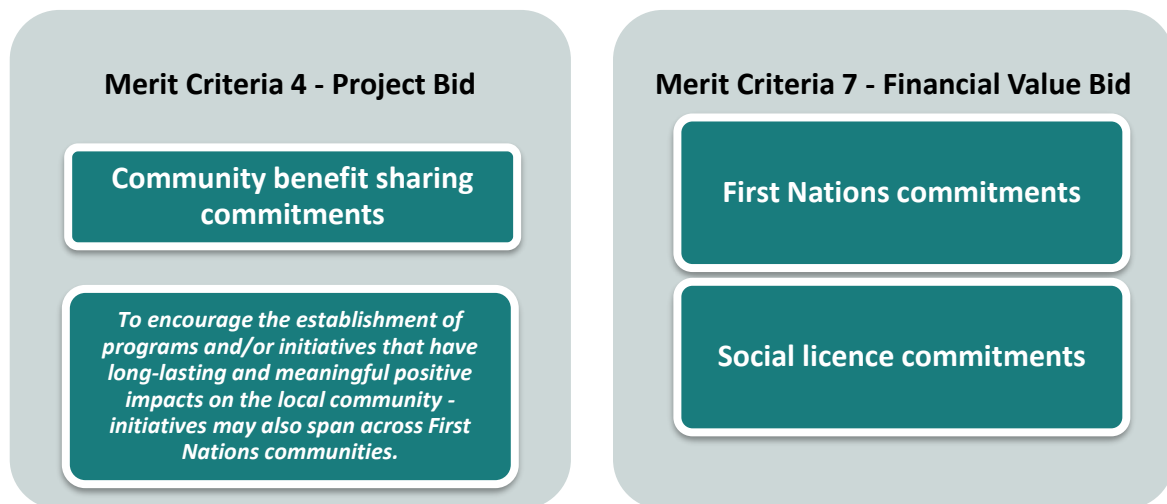 Merit Criteria 4 - Project Bid
Community benefit sharing
commitments
To encourage the establishment of
programs and/or initiatives that have
long-lasting and meaningful positive
impacts on the local community -
initiatives may also span across First
Nations communities.
Merit Criteria 7 - Financial Value Bid
First Nations commitments
Social licence commitments